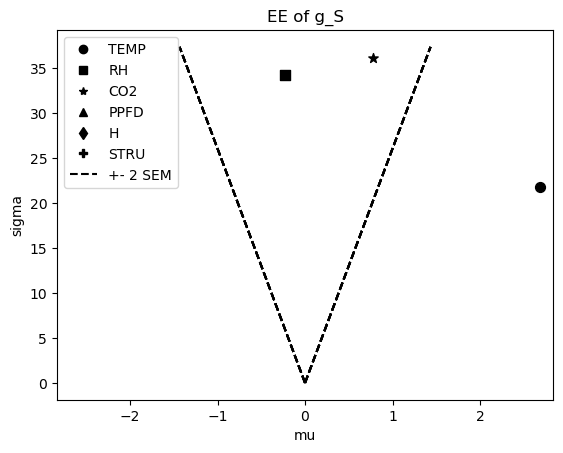 EE of g_S
TEMP
RH
CO2
PPFD
H
STRU
+- 2 SEM
sigma
35
30
25
20
15
10
5
0
−2
−1
0
1
2
mu